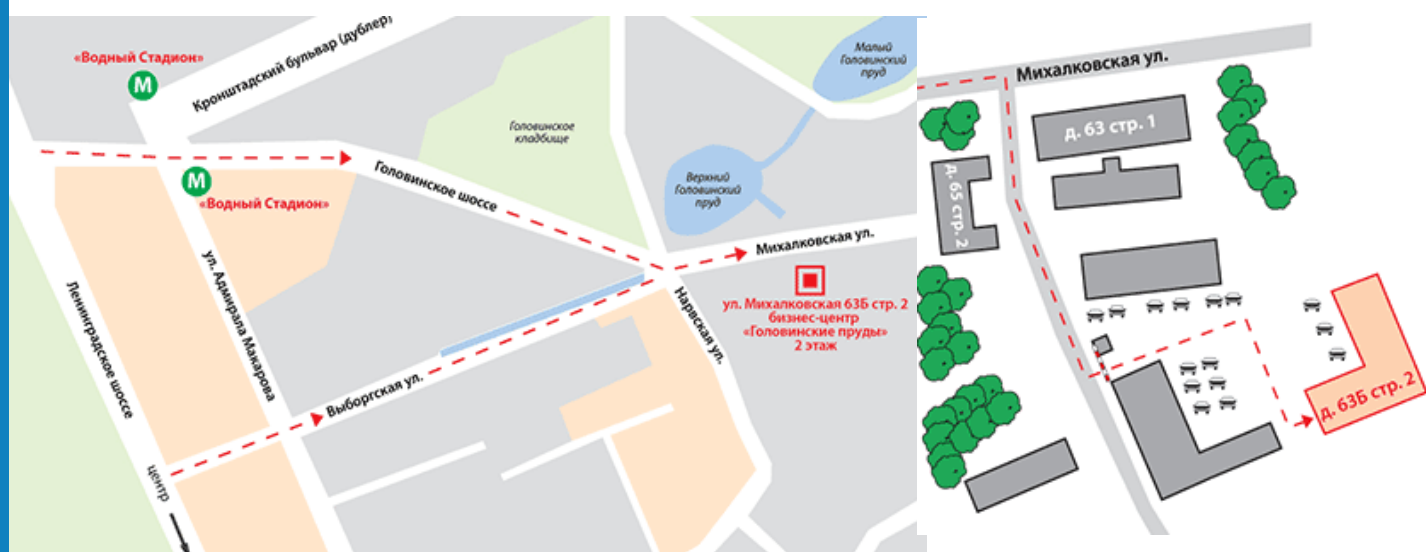 «Водный Стадион»
М
Кронштадский бульвар (дублер)
Малый
Головинский
пруд
Головинское
кладбище
М
«Водный Стадион»
Головинское шоссе
Верхний
Головинский
пруд
Михалковская ул.
ул. Михалковская 63Б стр. 2
бизнес-центр
«Головинские пруды»
2 этаж
Нарвская ул.
ул. Адмирала Макарова
Ленинградское шоссе
Выборгская ул.
центр
Михалковская ул.
д. 63 стр. 1
д. 65 стр. 2
д. 63Б стр. 2